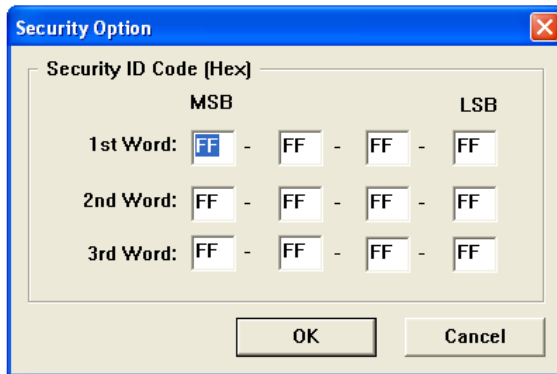 Security Option
Security ID Code (Hex)
MSB LSB
1st Word: FF - FF - FF - FF
2nd Word: FF - FF - FF - FF
3rd Word: FF - FF - FF - FF
OK Cancel